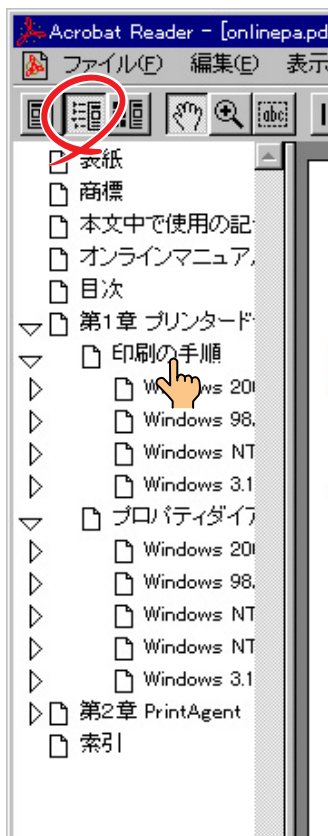 Acrobat Reader - [onlinepa.pd
ファイル(F) 編集(E) 表示
abc
表紙
商標
本文中で使用の記
オンラインマニュア
目次
第1章 プリンタード
印刷の手順
Windows 20
Windows 98
Windows NT
Windows 3.1
プロパティダイア
Windows 20
Windows 98
Windows NT
Windows NT
Windows 3.1
第2章 PrintAgent
索引